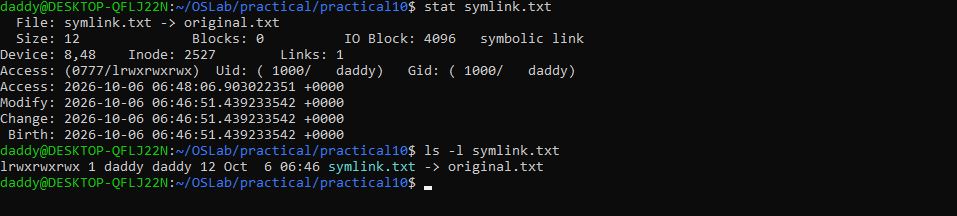 daddy@DESKTOP-QFLJ22N:~/OSLab/practical/practical10$ stat symlink.txt
  File: symlink.txt -> original.txt
  Size: 12              Blocks: 0          IO Block: 4096   symbolic link
Device: 8,48    Inode: 2527        Links: 1
Access: (0777/lrwxrwxrwx)  Uid: ( 1000/   daddy)   Gid: ( 1000/   daddy)
Access: 2026-10-06 06:48:06.903022351 +0000
Modify: 2026-10-06 06:46:51.439233542 +0000
Change: 2026-10-06 06:46:51.439233542 +0000
 Birth: 2026-10-06 06:46:51.439233542 +0000
daddy@DESKTOP-QFLJ22N:~/OSLab/practical/practical10$ ls -l symlink.txt
lrwxrwxrwx 1 daddy daddy 12 Oct  6 06:46 symlink.txt -> original.txt
daddy@DESKTOP-QFLJ22N:~/OSLab/practical/practical10$